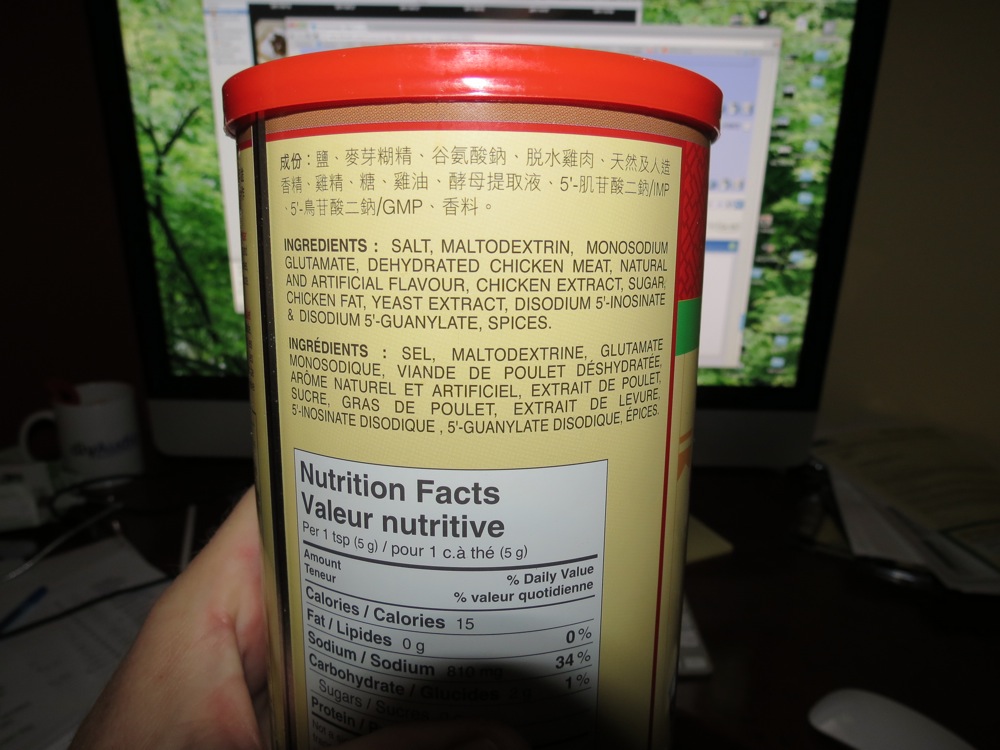 成份：鹽、麥芽糊精、谷氨酸鈉、脱水雞肉、天然及人造
香精、雞精、糖、雞油、酵母提取液、5'-肌苷酸二鈉/IMP
、5'-鳥苷酸二鈉/GMP、香料。
INGREDIENTS : SALT, MALTODEXTRIN, MONOSODIUM
GLUTAMATE, DEHYDRATED CHICKEN MEAT, NATURAL
AND ARTIFICIAL FLAVOUR, CHICKEN EXTRACT, SUGAR,
CHICKEN FAT, YEAST EXTRACT, DISODIUM 5'-INOSINATE
& DISODIUM 5'-GUANYLATE, SPICES.
INGRÉDIENTS : SEL, MALTODEXTRINE, GLUTAMATE
MONOSODIQUE, VIANDE DE POULET DÉSHYDRATÉE,
ARÔME NATUREL ET ARTIFICIEL, EXTRAIT DE POULET,
SUCRE, GRAS DE POULET, EXTRAIT DE LEVURE,
5'-INOSINATE DISODIQUE , 5'-GUANYLATE DISODIQUE, ÉPICES.
Nutrition Facts
Valeur nutritive
Per 1 tsp (5 g) / pour 1 c.à thé (5 g)
Amount
Teneur
% Daily Value
% valeur quotidienne
Calories / Calories 15
Fat / Lipides 0 g 0 %
Sodium / Sodium 810 mg 34 %
Carbohydrate / Glucides 2 g 1 %
Sugars / Sucres
Protein /